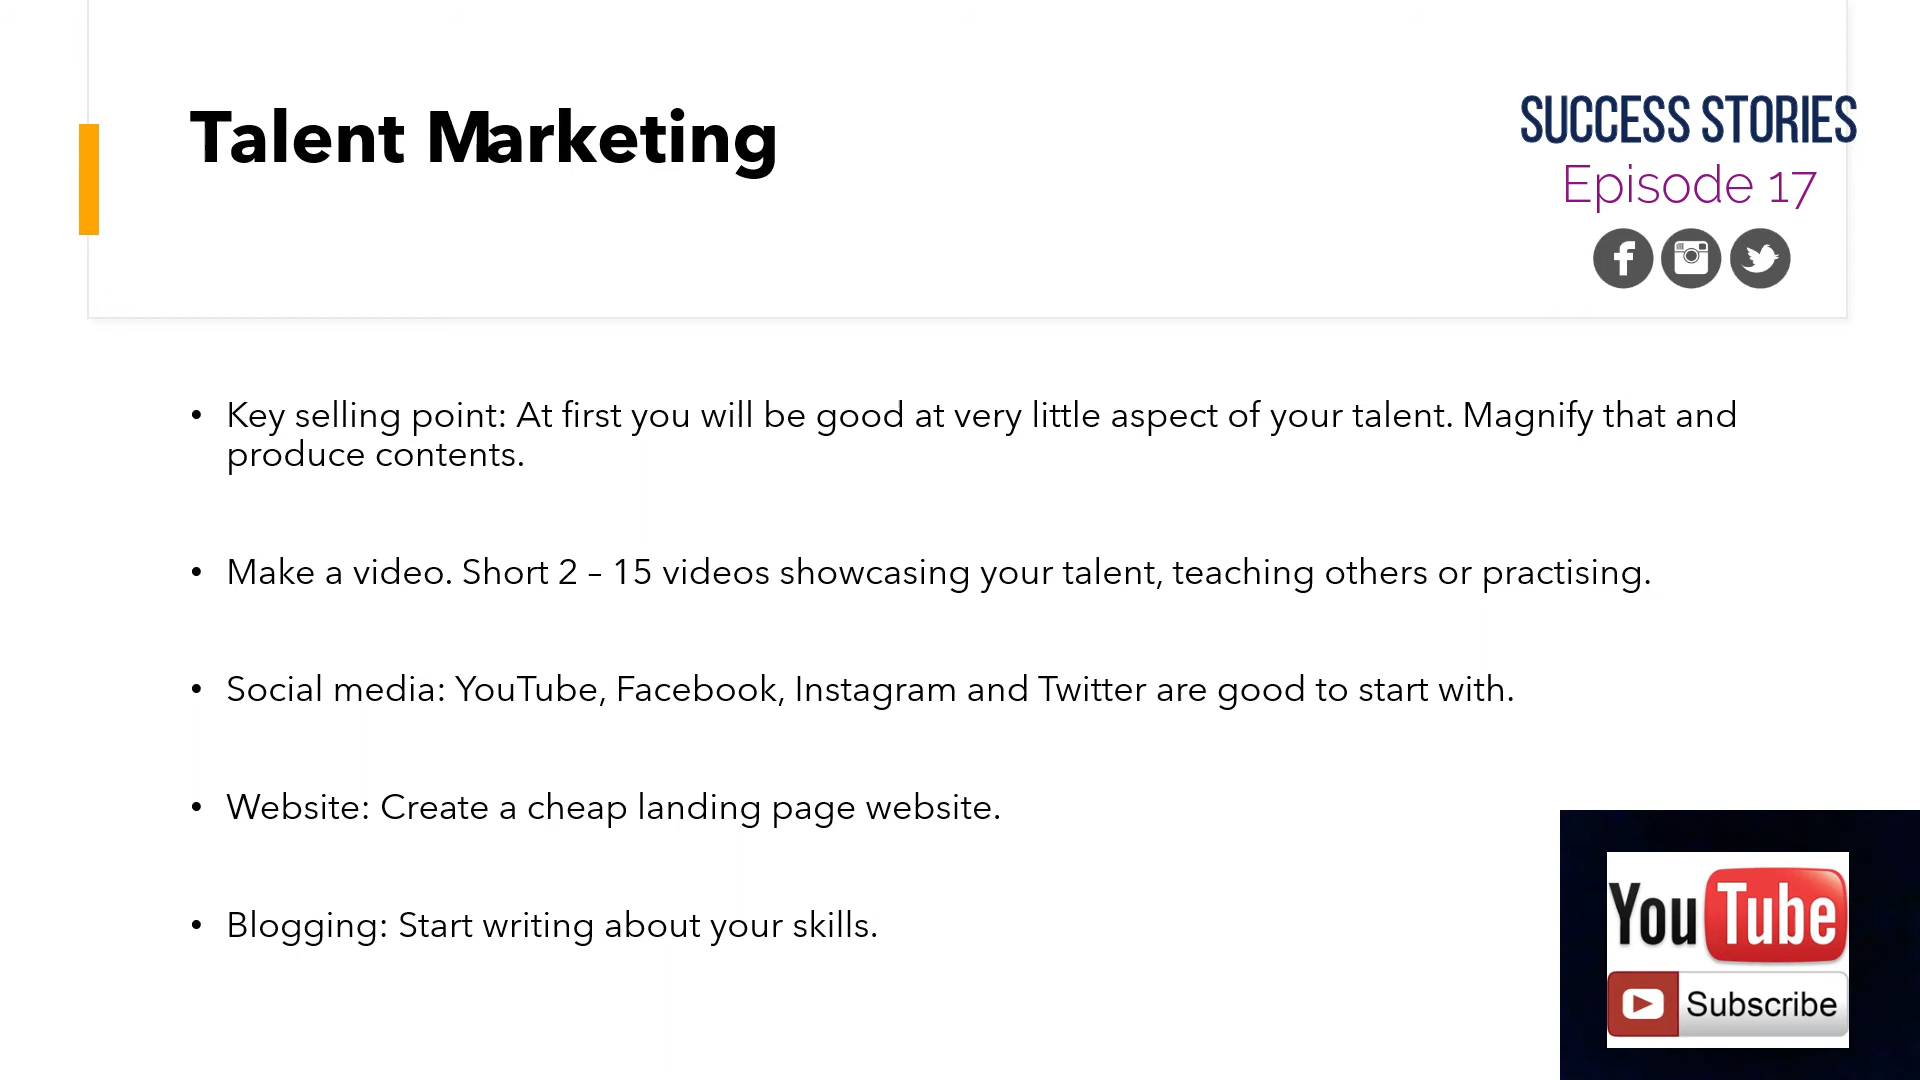 Talent Marketing
SUCCESS STORIES
Episode 17
• Key selling point: At first you will be good at very little aspect of your talent. Magnify that and
produce contents.
• Make a video. Short 2 – 15 videos showcasing your talent, teaching others or practising.
• Social media: YouTube, Facebook, Instagram and Twitter are good to start with.
• Website: Create a cheap landing page website.
• Blogging: Start writing about your skills.
YouTube
Subscribe